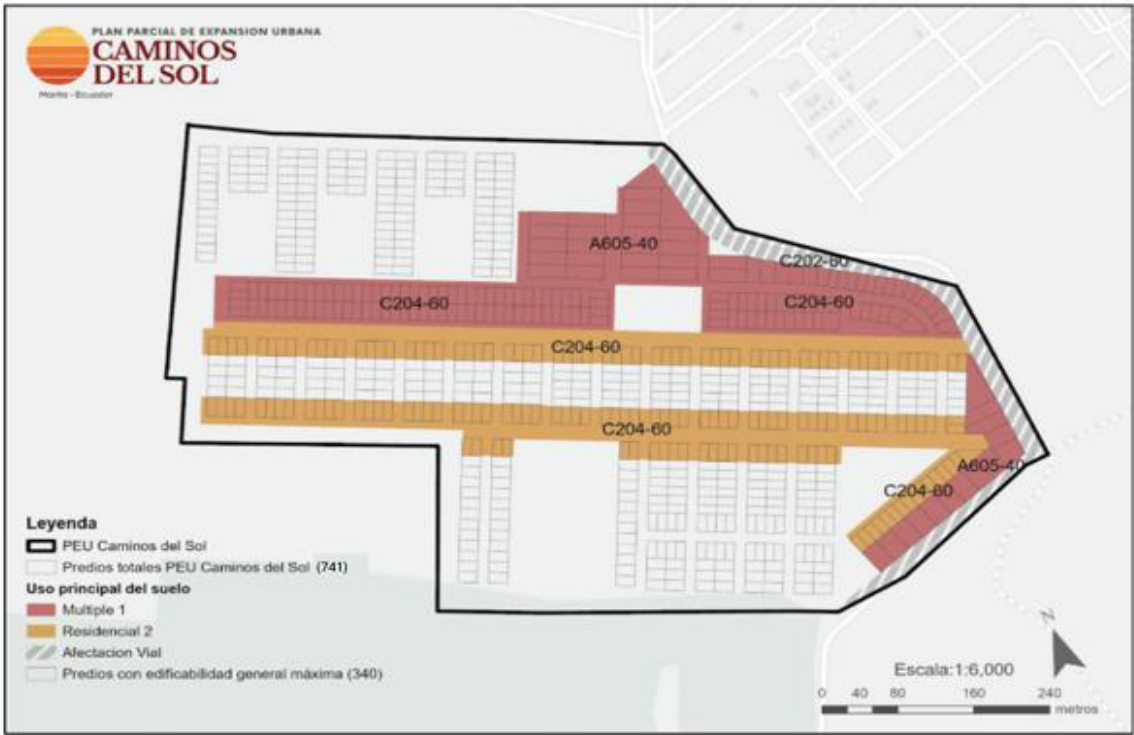 PLAN PARCIAL DE EXPANSION URBANA
CAMINOS
DEL SOL
Manta - Ecuador
A605-40
C202-60
C204-60
C204-60
C204-60
C204-60
A605-40
C204-60
Leyenda
PEU Caminos del Sol
Predios totales PEU Caminos del Sol (741)
Uso principal del suelo
Multiple 1
Residencial 2
Afectacion Vial
Predios con edificabilidad general máxima (340)
N
Escala:1:6,000
0 40 80 160 240
metros